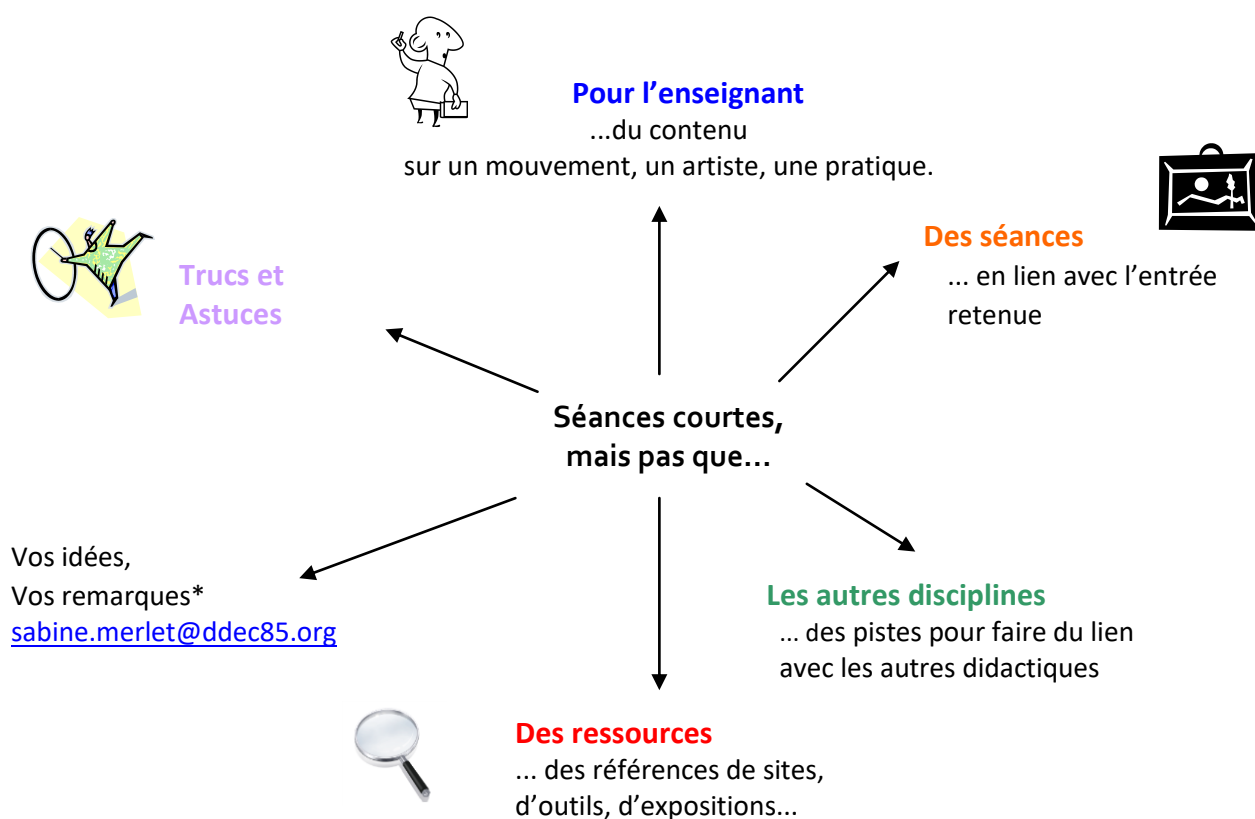 Pour l’enseignant
...du contenu
sur un mouvement, un artiste, une pratique.
Des séances
... en lien avec l’entrée
retenue
Trucs et
Astuces
Séances courtes,
mais pas que...
Vos idées,
Vos remarques*
sabine.merlet@ddec85.org
Les autres disciplines
... des pistes pour faire du lien
avec les autres didactiques
Des ressources
... des références de sites,
d’outils, d’expositions...